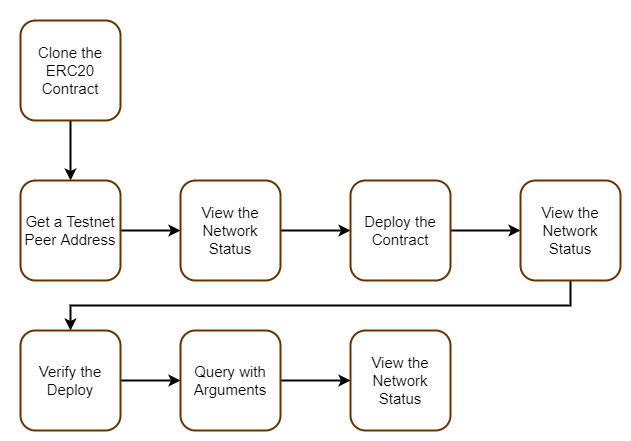 Clone the
ERC20
Contract
Get a Testnet
Peer Address
View the
Network
Status
Deploy the
Contract
View the
Network
Status
Verify the
Deploy
Query with
Arguments
View the
Network
Status